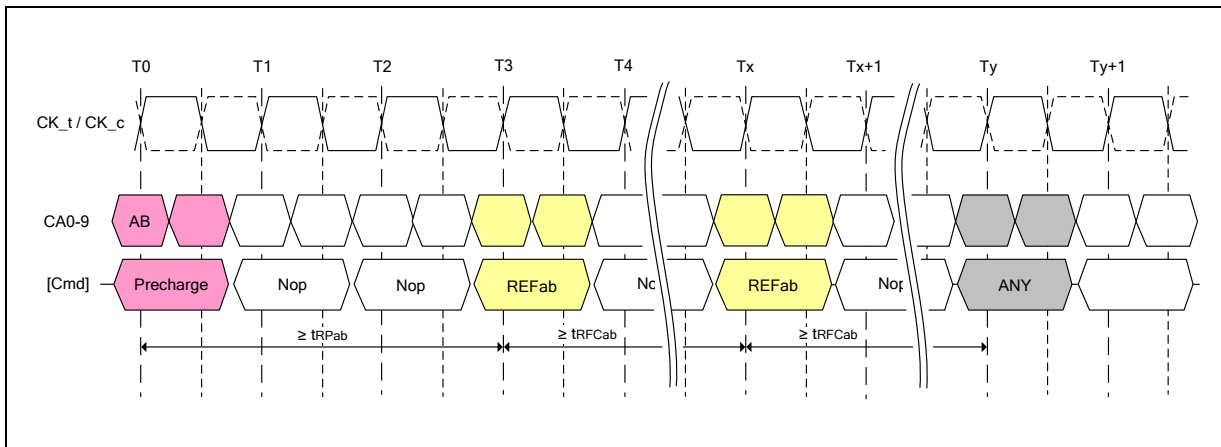 T0 T1 T2 T3 T4 Tx Tx+1 Ty Ty+1
CK_t / CK_c
CA0-9 AB
[Cmd] Precharge Nop Nop REFab REFab Nop ANY
≥ tRPab ≥ tRFCab ≥ tRFCab